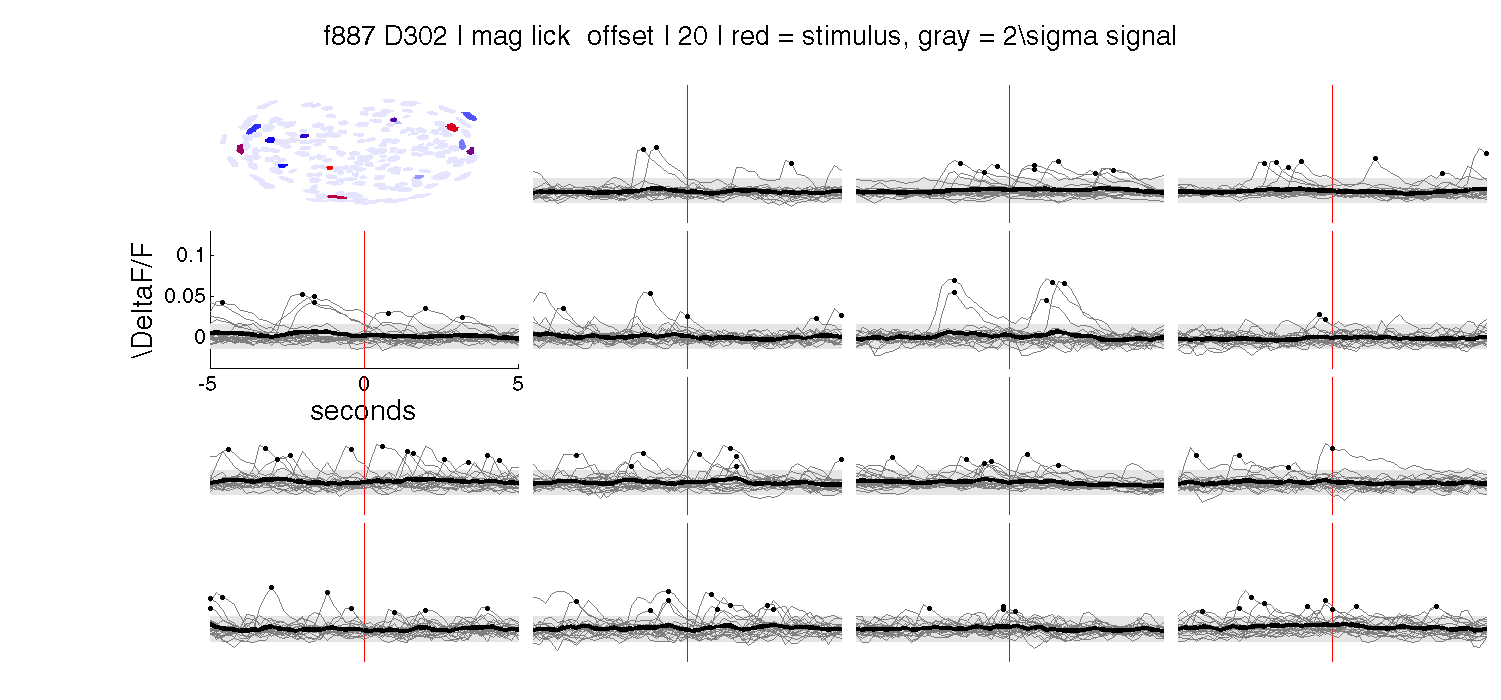 f887 D302 | mag lick  offset | 20 | red = stimulus, gray = 2\sigma signal
\DeltaF/F
0.1
0.05
0
-5
0
5
seconds